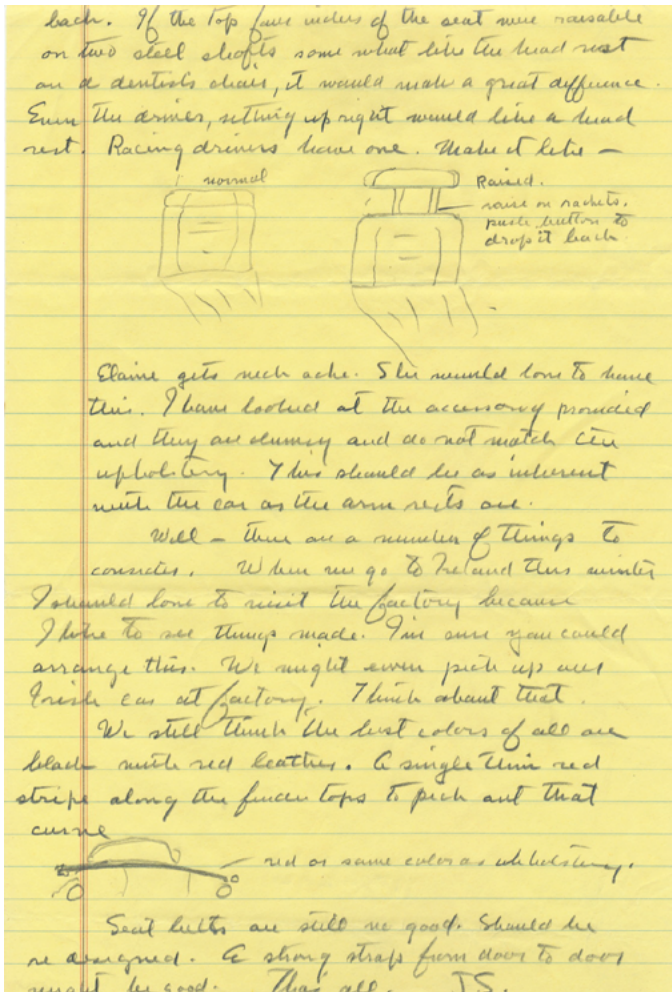 back. If the top four inches of the seat were raisable
on two steel shafts some what like the head rest
on a dentists chair, it would make a great difference.
Even the driver, sitting up right would like a head
rest. Racing drivers have one. Make it like —
normal
Raised.
raise on rachets.
push button to
drop it back.
Elaine gets neck ache. She would love to have
this. I have looked at the accessory provided
and they are clumsy and do not match the
upholstery. This should be as inherent
with the car as the arm rests are.
Well — there are a number of things to
consider. When we go to Ireland this winter
I should love to visit the factory because
I like to see things made. I'm sure you could
arrange this. We might even pick up our
Irish car at factory. Think about that.
We still think the best colors of all are
black with red leather. A single thin red
stripe along the fender tops to pick out that
curve
red or same color as upholstery.
Seat belts are still no good. Should be
re designed. A strong strap from door to door
might be good. Thas all. J.S.